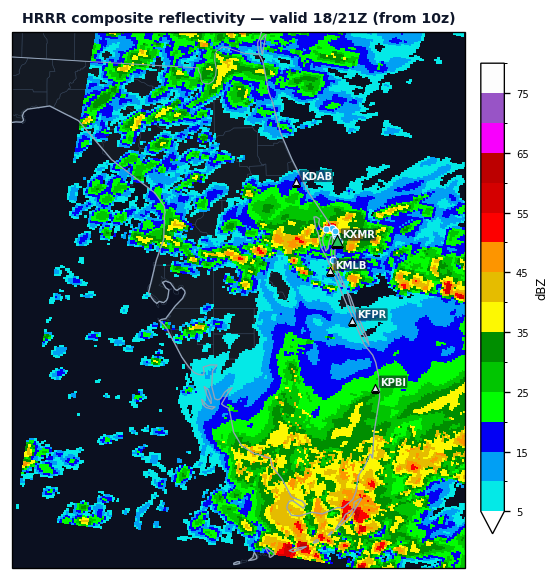 HRRR composite reflectivity — valid 18/21Z (from 10z)
KDAB
KXMR
KMLB
KFPR
KPBI
75
65
55
45
35
25
15
5
dBZ